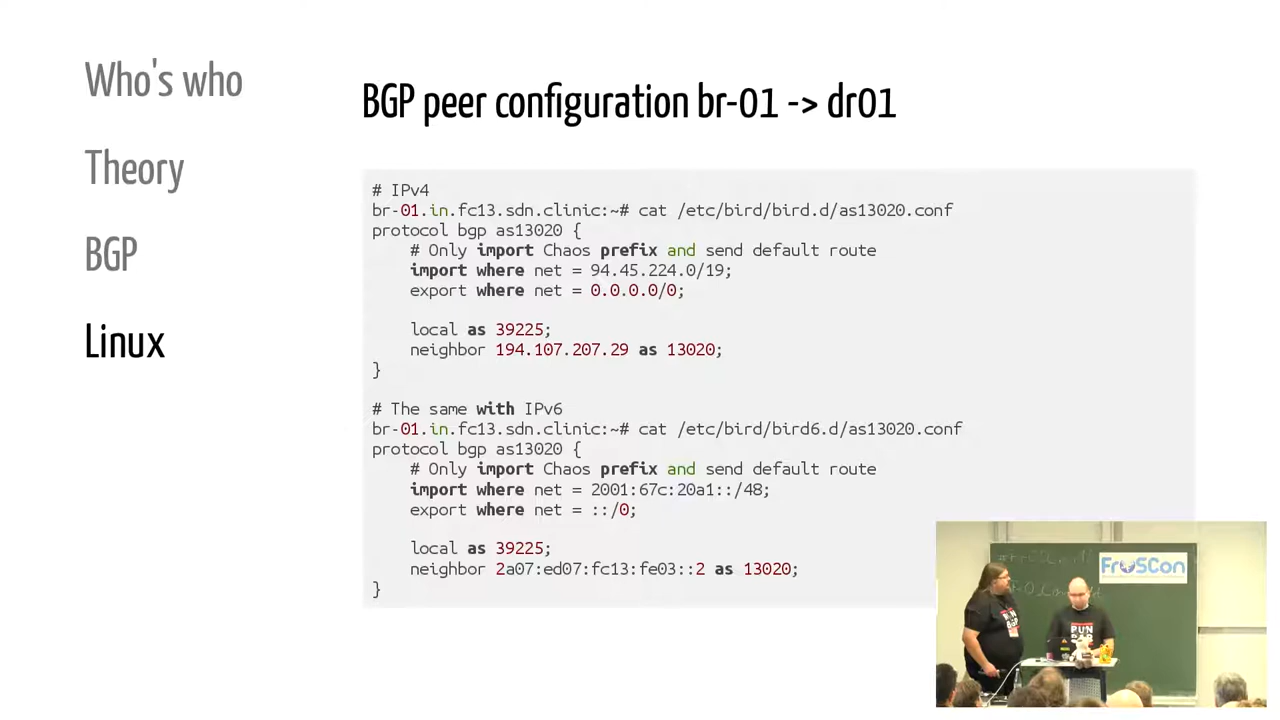 Who's who
Theory
BGP
Linux
BGP peer configuration br-01 -> dr01
# IPv4
br-01.in.fc13.sdn.clinic:~# cat /etc/bird/bird.d/as13020.conf
protocol bgp as13020 {
# Only import Chaos prefix and send default route
import where net = 94.45.224.0/19;
export where net = 0.0.0.0/0;
local as 39225;
neighbor 194.107.207.29 as 13020;
}
# The same with IPv6
br-01.in.fc13.sdn.clinic:~# cat /etc/bird/bird6.d/as13020.conf
protocol bgp as13020 {
# Only import Chaos prefix and send default route
import where net = 2001:67c:20a1::/48;
export where net = ::/0;
local as 39225;
neighbor 2a07:ed07:fc13:fe03::2 as 13020;
}
FrOSCon
RUN
BGP